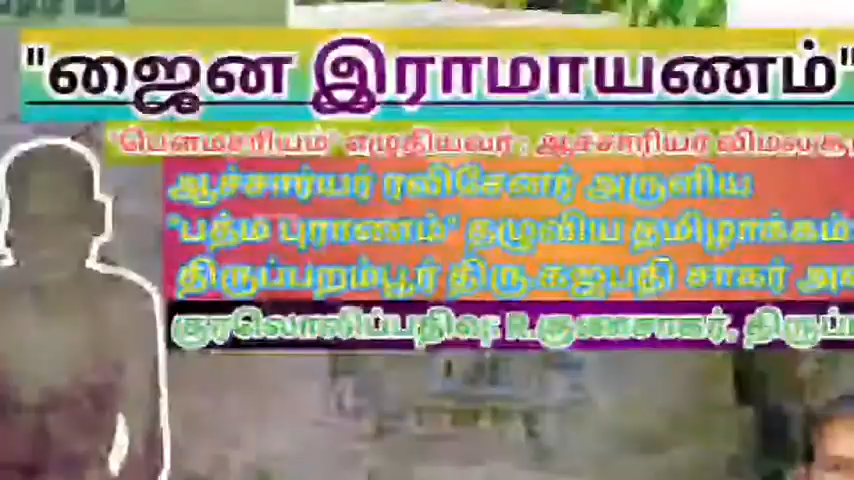 "ஜைன இராமாயணம்"
"பௌமசரியம்" எழுதியவர் : ஆச்சாரியர் விமலசூ
ஆச்சார்யர் ரவிசேனர் அருளிய
"பத்ம புராணம்" தழுவிய தமிழாக்கம்
திருப்பறம்பூர் திரு.கஜபதி சாகர் அவ
குரலொலிப்பதிவு: R.குணசாகர், திருப்ப